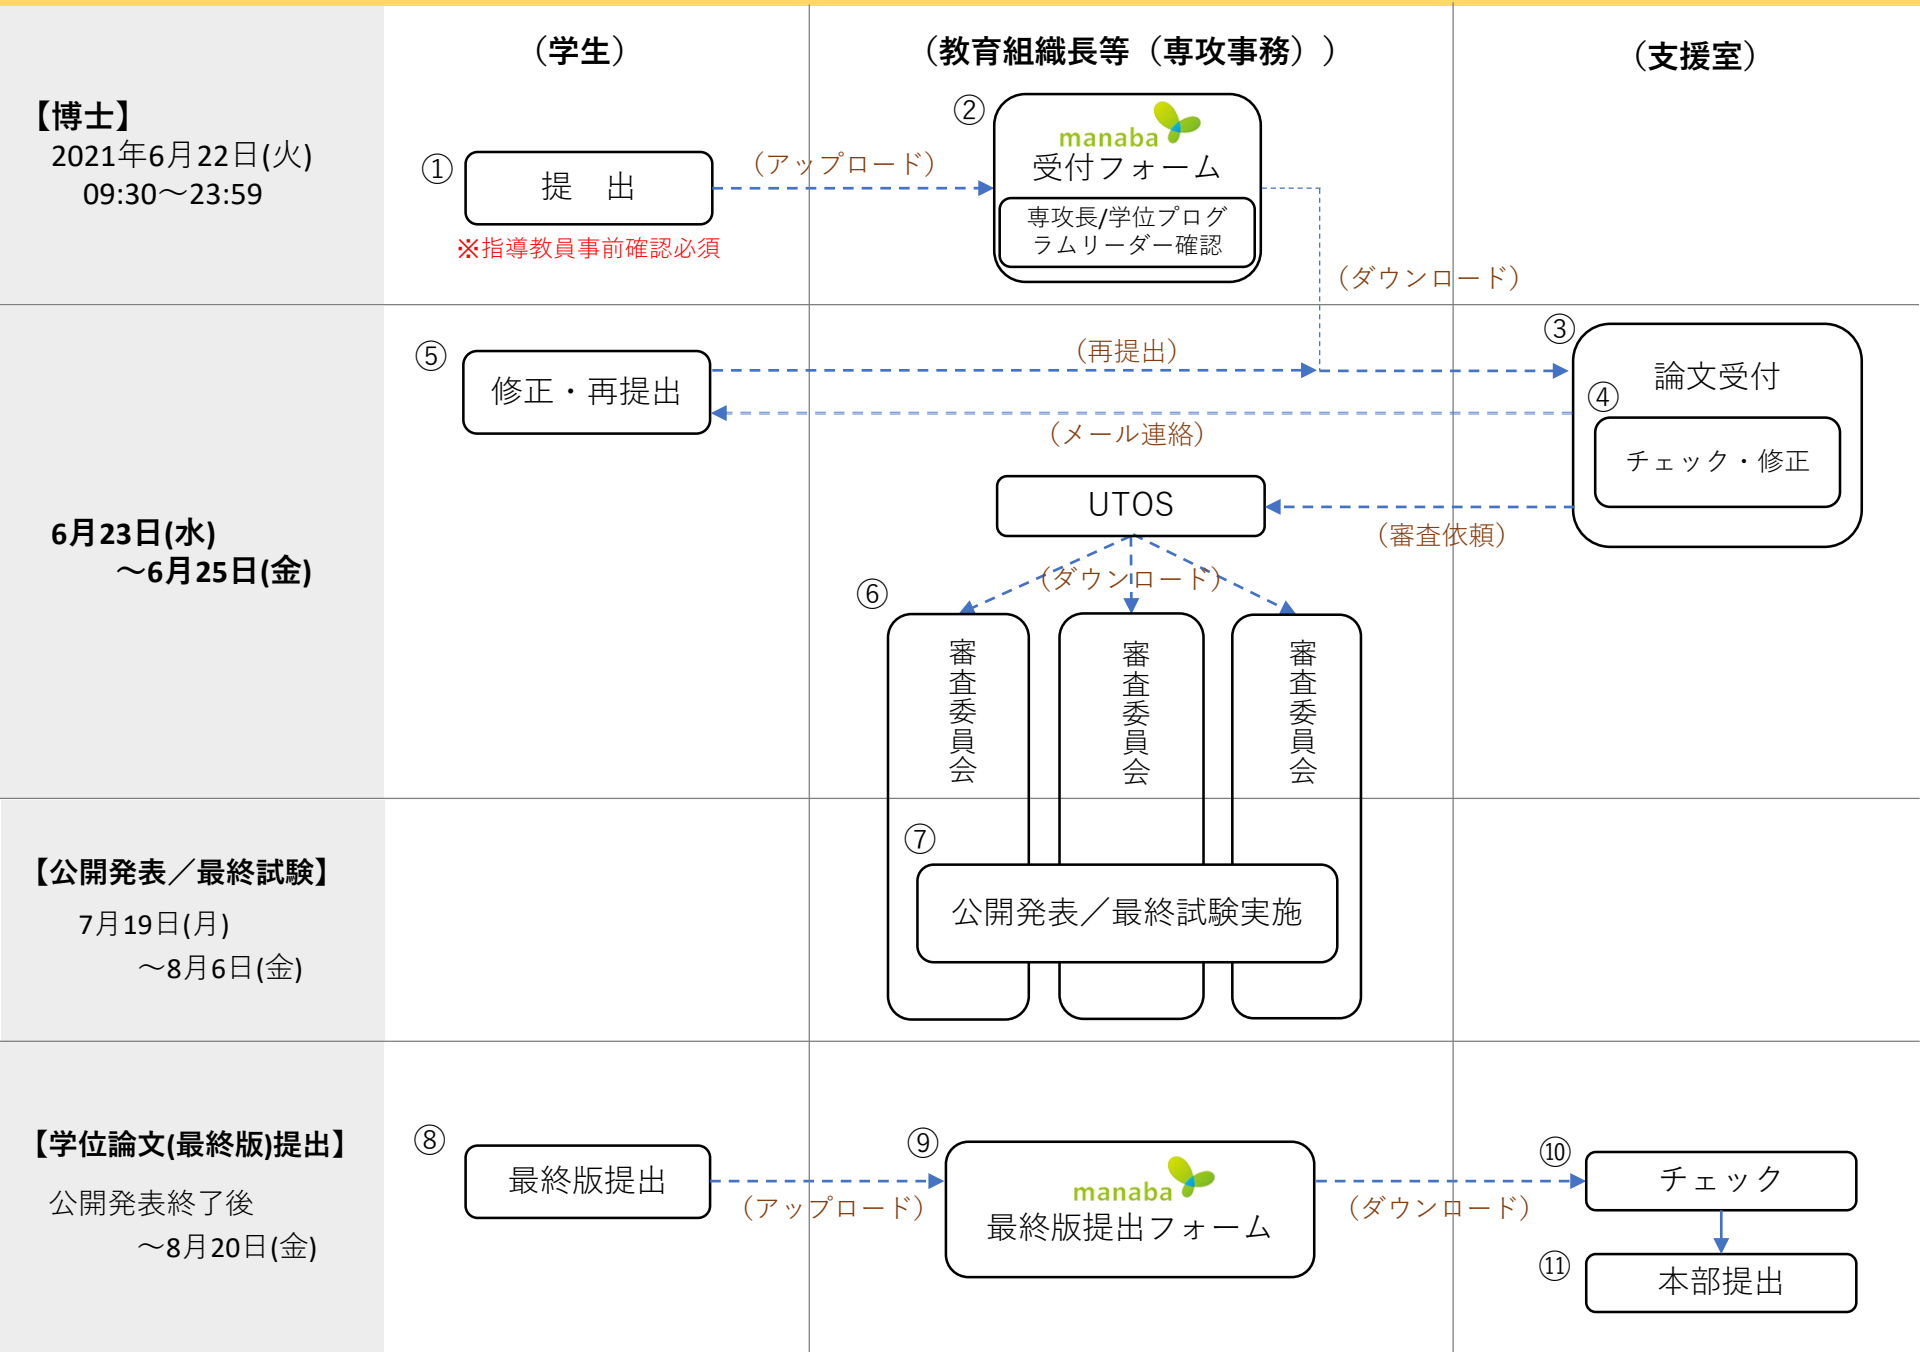 （学生）
（教育組織長等（専攻事務））
（支援室）
【博士】
2021年6月22日(火)
09:30～23:59
①
提　出
※指導教員事前確認必須
（アップロード）
②
manaba
受付フォーム
専攻長/学位プログ
ラムリーダー確認
（ダウンロード）
6月23日(水)
～6月25日(金)
⑤
修正・再提出
（再提出）
（メール連絡）
③
論文受付
④
チェック・修正
（審査依頼）
UTOS
（ダウンロード）
⑥
審査委員会
審査委員会
審査委員会
【公開発表／最終試験】
7月19日(月)
～8月6日(金)
⑦
公開発表／最終試験実施
【学位論文(最終版)提出】
公開発表終了後
～8月20日(金)
⑧
最終版提出
（アップロード）
⑨
manaba
最終版提出フォーム
（ダウンロード）
⑩
チェック
⑪
本部提出